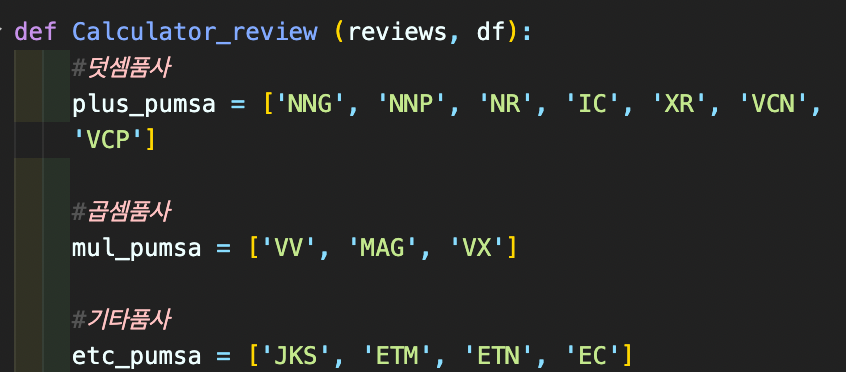 def Calculator_review (reviews, df):
#덧셈품사
plus_pumsa = ['NNG', 'NNP', 'NR', 'IC', 'XR', 'VCN',
'VCP']
#곱셈품사
mul_pumsa = ['VV', 'MAG', 'VX']
#기타품사
etc_pumsa = ['JKS', 'ETM', 'ETN', 'EC']